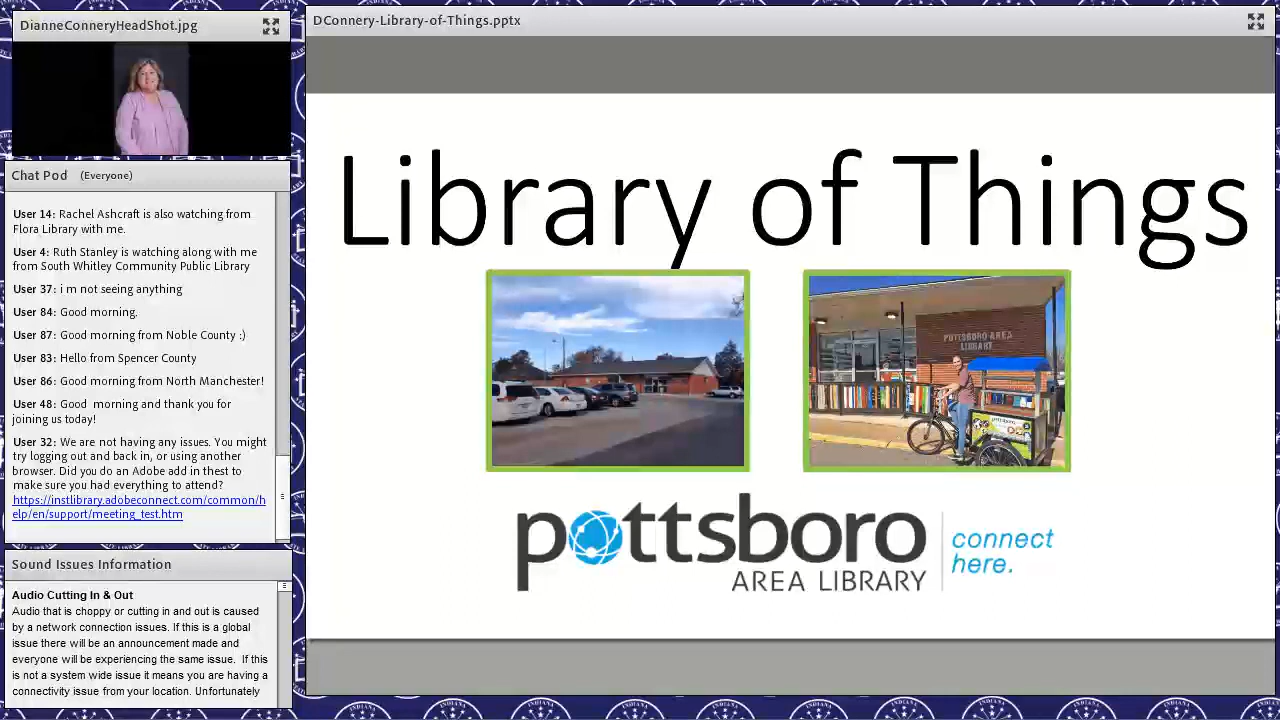 DianneConneryHeadShot.jpg
Chat Pod (Everyone)
User 14: Rachel Ashcraft is also watching from
Flora Library with me.
User 4: Ruth Stanley is watching along with me
from South Whitley Community Public Library
User 37: i m not seeing anything
User 84: Good morning,
User 87: Good morning from Noble County :)
User 83: Hello from Spencer County
User 86: Good morning from North Manchester!
User 48: Good  morning and thank you for
joining us today!
User 32: We are not having any issues. You might
try logging out and back in, or using another
browser. Did you do an Adobe add in thest to
make sure you had everything to attend?
https://instlibrary.adobeconnect.com/common/h
elp/en/support/meeting_test.htm
Sound Issues Information
Audio Cutting In & Out
Audio that is choppy or cutting in and out is caused
by a network connection issues. If this is a global
issue there will be an announcement made and
everyone will be experiencing the same issue.  If this
is not a system wide issue it means you are having a
connectivity issue from your location. Unfortunately
DConnery-Library-of-Things.pptx
Library of Things
POTTSBORO AREA
LIBRARY
pottsboro
AREA LIBRARY
connect
here.
INDIANA